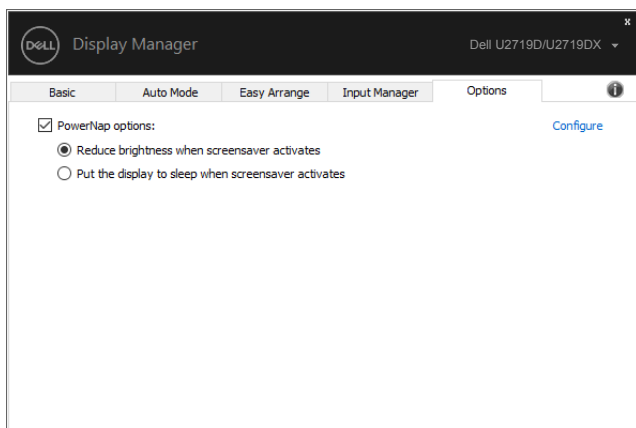 x
DELL Display Manager Dell U2719D/U2719DX
Basic Auto Mode Easy Arrange Input Manager Options
PowerNap options: Configure
Reduce brightness when screensaver activates
Put the display to sleep when screensaver activates